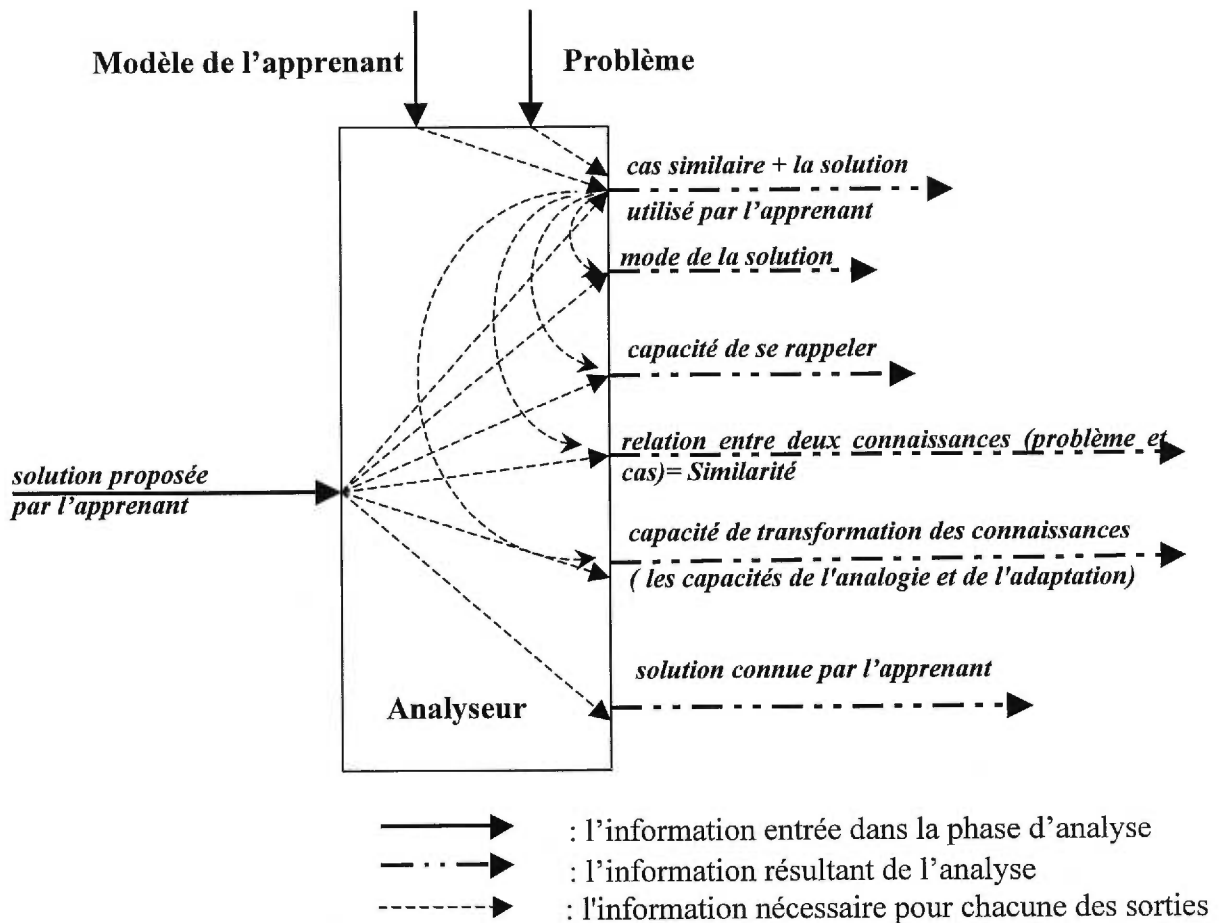 Modèle de l’apprenant
Problème
cas similaire + la solution
utilisé par l’apprenant
mode de la solution
capacité de se rappeler
relation entre deux connaissances (problème et
cas)= Similarité
solution proposée
par l’apprenant
capacité de transformation des connaissances
( les capacités de l'analogie et de l'adaptation)
solution connue par l’apprenant
Analyseur
: l’information entrée dans la phase d’analyse
: l’information résultant de l’analyse
: l'information nécessaire pour chacune des sorties